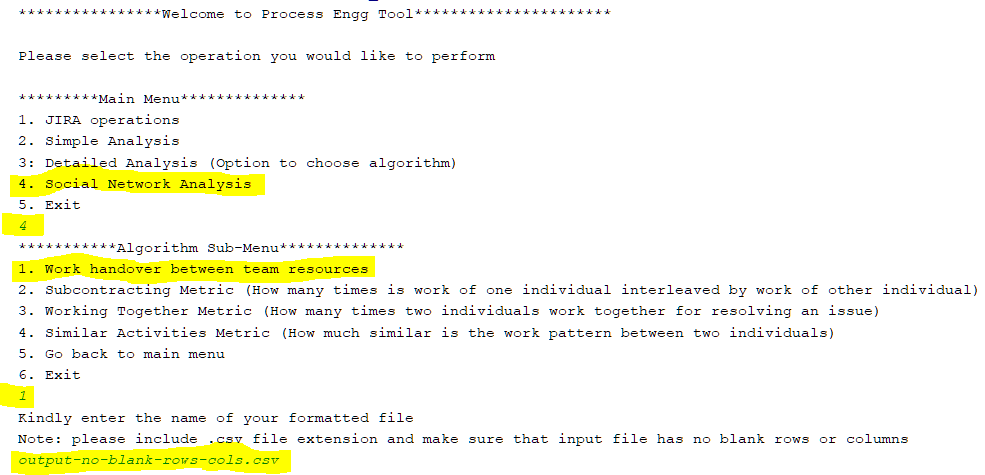 ****************Welcome to Process Engg Tool**********************
Please select the operation you would like to perform
*********Main Menu**************
1. JIRA operations
2. Simple Analysis
3: Detailed Analysis (Option to choose algorithm)
4. Social Network Analysis
5. Exit
4
***********Algorithm Sub-Menu**************
1. Work handover between team resources
2. Subcontracting Metric (How many times is work of one individual interleaved by work of other individual)
3. Working Together Metric (How many times two individuals work together for resolving an issue)
4. Similar Activities Metric (How much similar is the work pattern between two individuals)
5. Go back to main menu
6. Exit
1
Kindly enter the name of your formatted file
Note: please include .csv file extension and make sure that input file has no blank rows or columns
output-no-blank-rows-cols.csv